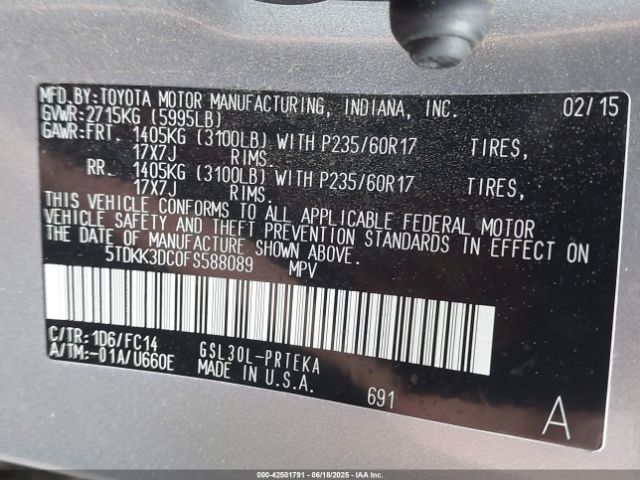 MFD.BY:TOYOTA MOTOR MANUFACTURING, INDIANA, INC. 02/15
GVWR:2715KG (5995LB)
GAWR:FRT. 1405KG (3100LB) WITH P235/60R17 TIRES,
17X7J RIMS.
RR. 1405KG (3100LB) WITH P235/60R17 TIRES,
17X7J RIMS.
THIS VEHICLE CONFORMS TO ALL APPLICABLE FEDERAL MOTOR
VEHICLE SAFETY AND THEFT PREVENTION STANDARDS IN EFFECT ON
THE DATE OF MANUFACTURE SHOWN ABOVE.
5TDKK3DC0FS588089 MPV
C/TR:1D6/FC14 GSL30L-PRTEKA
A/TM:-01A/U660E MADE IN U.S.A.
691 A
000-42501791 - 06/18/2025 - IAAI.COM